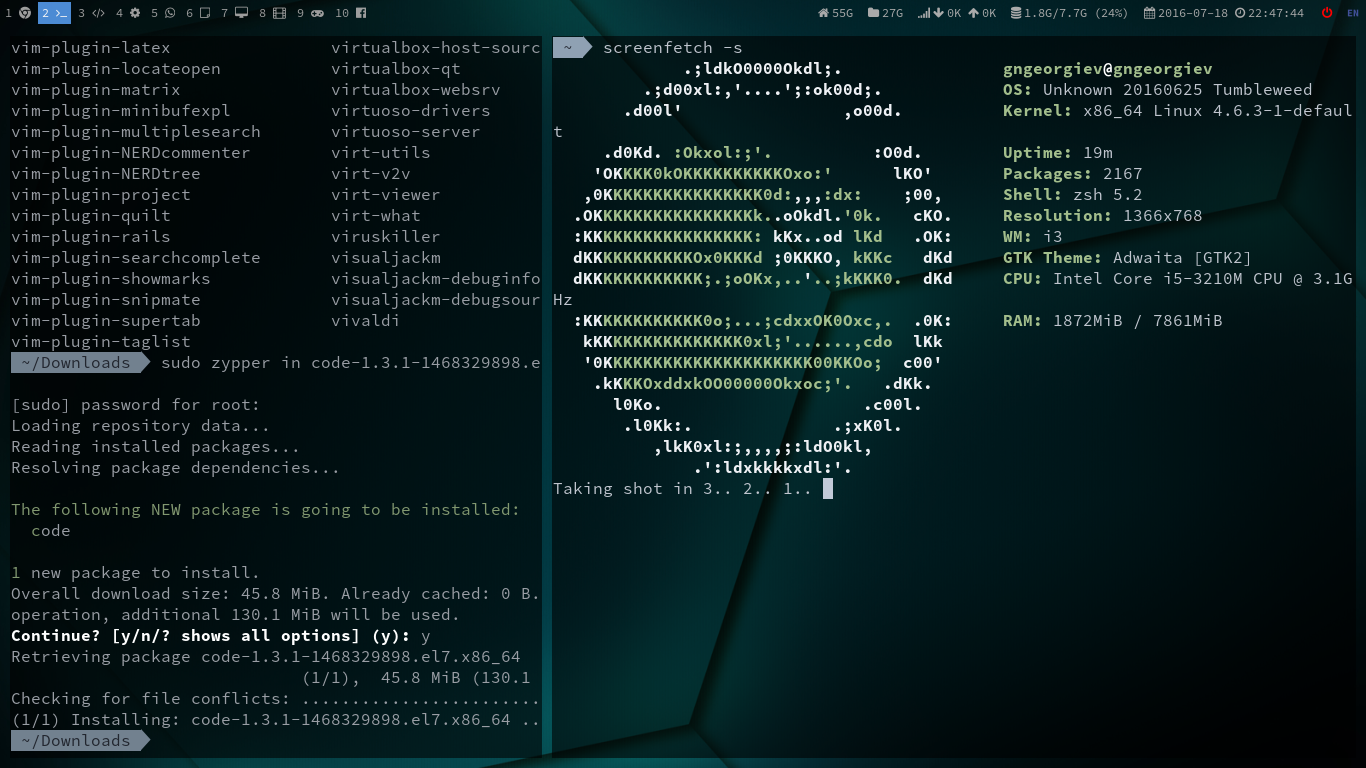 1 2 3 4 5 6 7 8 9 10 55G 27G 0K 0K 1.8G/7.7G (24%) 2016-07-18 22:47:44 EN
vim-plugin-latex virtualbox-host-sourc
vim-plugin-locateopen virtualbox-qt
vim-plugin-matrix virtualbox-websrv
vim-plugin-minibufexpl virtuoso-drivers
vim-plugin-multiplesearch virtuoso-server
vim-plugin-NERDcommenter virt-utils
vim-plugin-NERDtree virt-v2v
vim-plugin-project virt-viewer
vim-plugin-quilt virt-what
vim-plugin-rails viruskiller
vim-plugin-searchcomplete visualjackm
vim-plugin-showmarks visualjackm-debuginfo
vim-plugin-snipmate visualjackm-debugsour
vim-plugin-supertab vivaldi
vim-plugin-taglist
~/Downloads sudo zypper in code-1.3.1-1468329898.e
[sudo] password for root:
Loading repository data...
Reading installed packages...
Resolving package dependencies...
The following NEW package is going to be installed:
code
1 new package to install.
Overall download size: 45.8 MiB. Already cached: 0 B.
operation, additional 130.1 MiB will be used.
Continue? [y/n/? shows all options] (y): y
Retrieving package code-1.3.1-1468329898.el7.x86_64
(1/1), 45.8 MiB (130.1
Checking for file conflicts: ........................
(1/1) Installing: code-1.3.1-1468329898.el7.x86_64 ..
~/Downloads
~ screenfetch -s
.;ldkO0000Okdl;. gngeorgiev@gngeorgiev
.;d00xl:,'....';:ok00d;. OS: Unknown 20160625 Tumbleweed
.d00l' ,o00d. Kernel: x86_64 Linux 4.6.3-1-defaul
t
.d0Kd. :Okxol:;'. :O0d. Uptime: 19m
'OKKKK0kOKKKKKKKKKKOxo:' lKO' Packages: 2167
,0KKKKKKKKKKKKKKKK0d:,,,:dx: ;00, Shell: zsh 5.2
.OKKKKKKKKKKKKKKKKk..oOkdl.'0k. cKO. Resolution: 1366x768
:KKKKKKKKKKKKKKKKK: kKx..od lKd .OK: WM: i3
dKKKKKKKKKKKOx0KKKd ;0KKKO, kKKc dKd GTK Theme: Adwaita [GTK2]
dKKKKKKKKKKKK;.;oOKx,..'..;kKKK0. dKd CPU: Intel Core i5-3210M CPU @ 3.1G
Hz
:KKKKKKKKKKKK0o;...;cdxxOK0Oxc,. .0K: RAM: 1872MiB / 7861MiB
kKKKKKKKKKKKKKKK0xl;'......,cdo lKk
'0KKKKKKKKKKKKKKKKKKKK00KKOo; c00'
.kKKKOxddxkOO00000Okxoc;'. .dKk.
l0Ko. .c00l.
.l0Kk:. .;xK0l.
,lkK0xl:;,,,,;:ldO0kl,
.':ldxkkkkxdl:'.
Taking shot in 3.. 2.. 1..